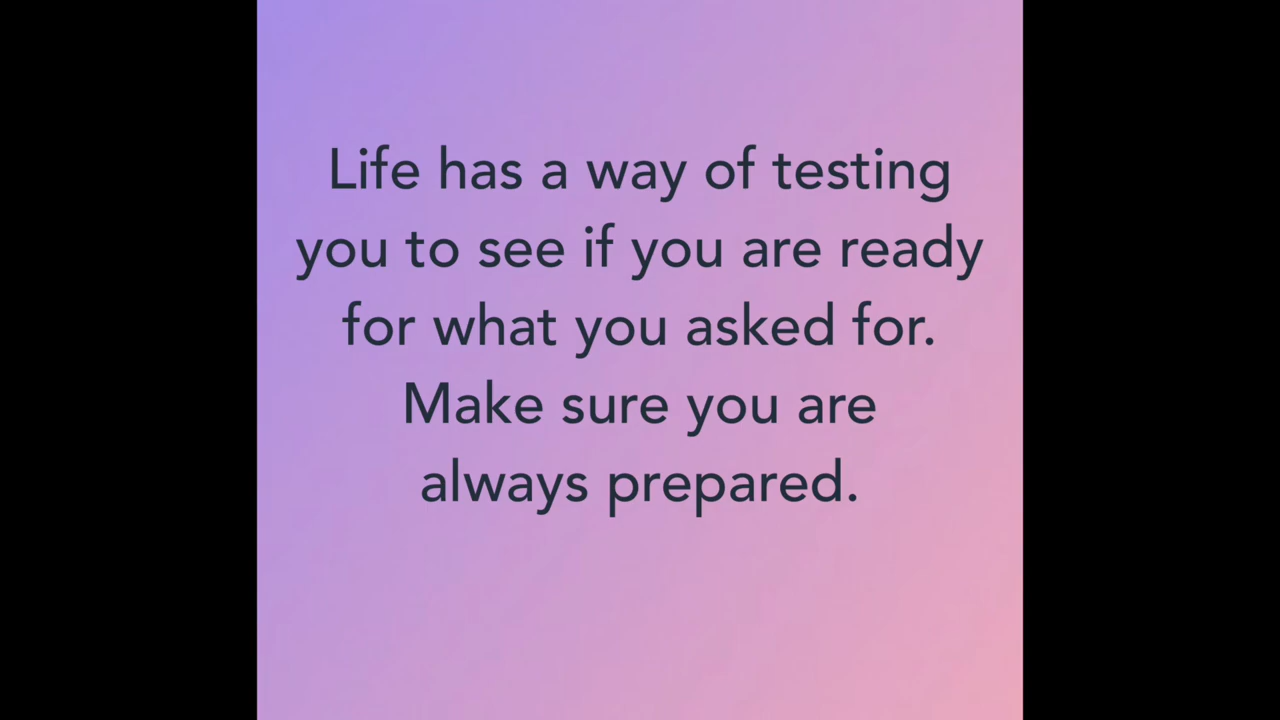 Life has a way of testing
you to see if you are ready
for what you asked for.
Make sure you are
always prepared.